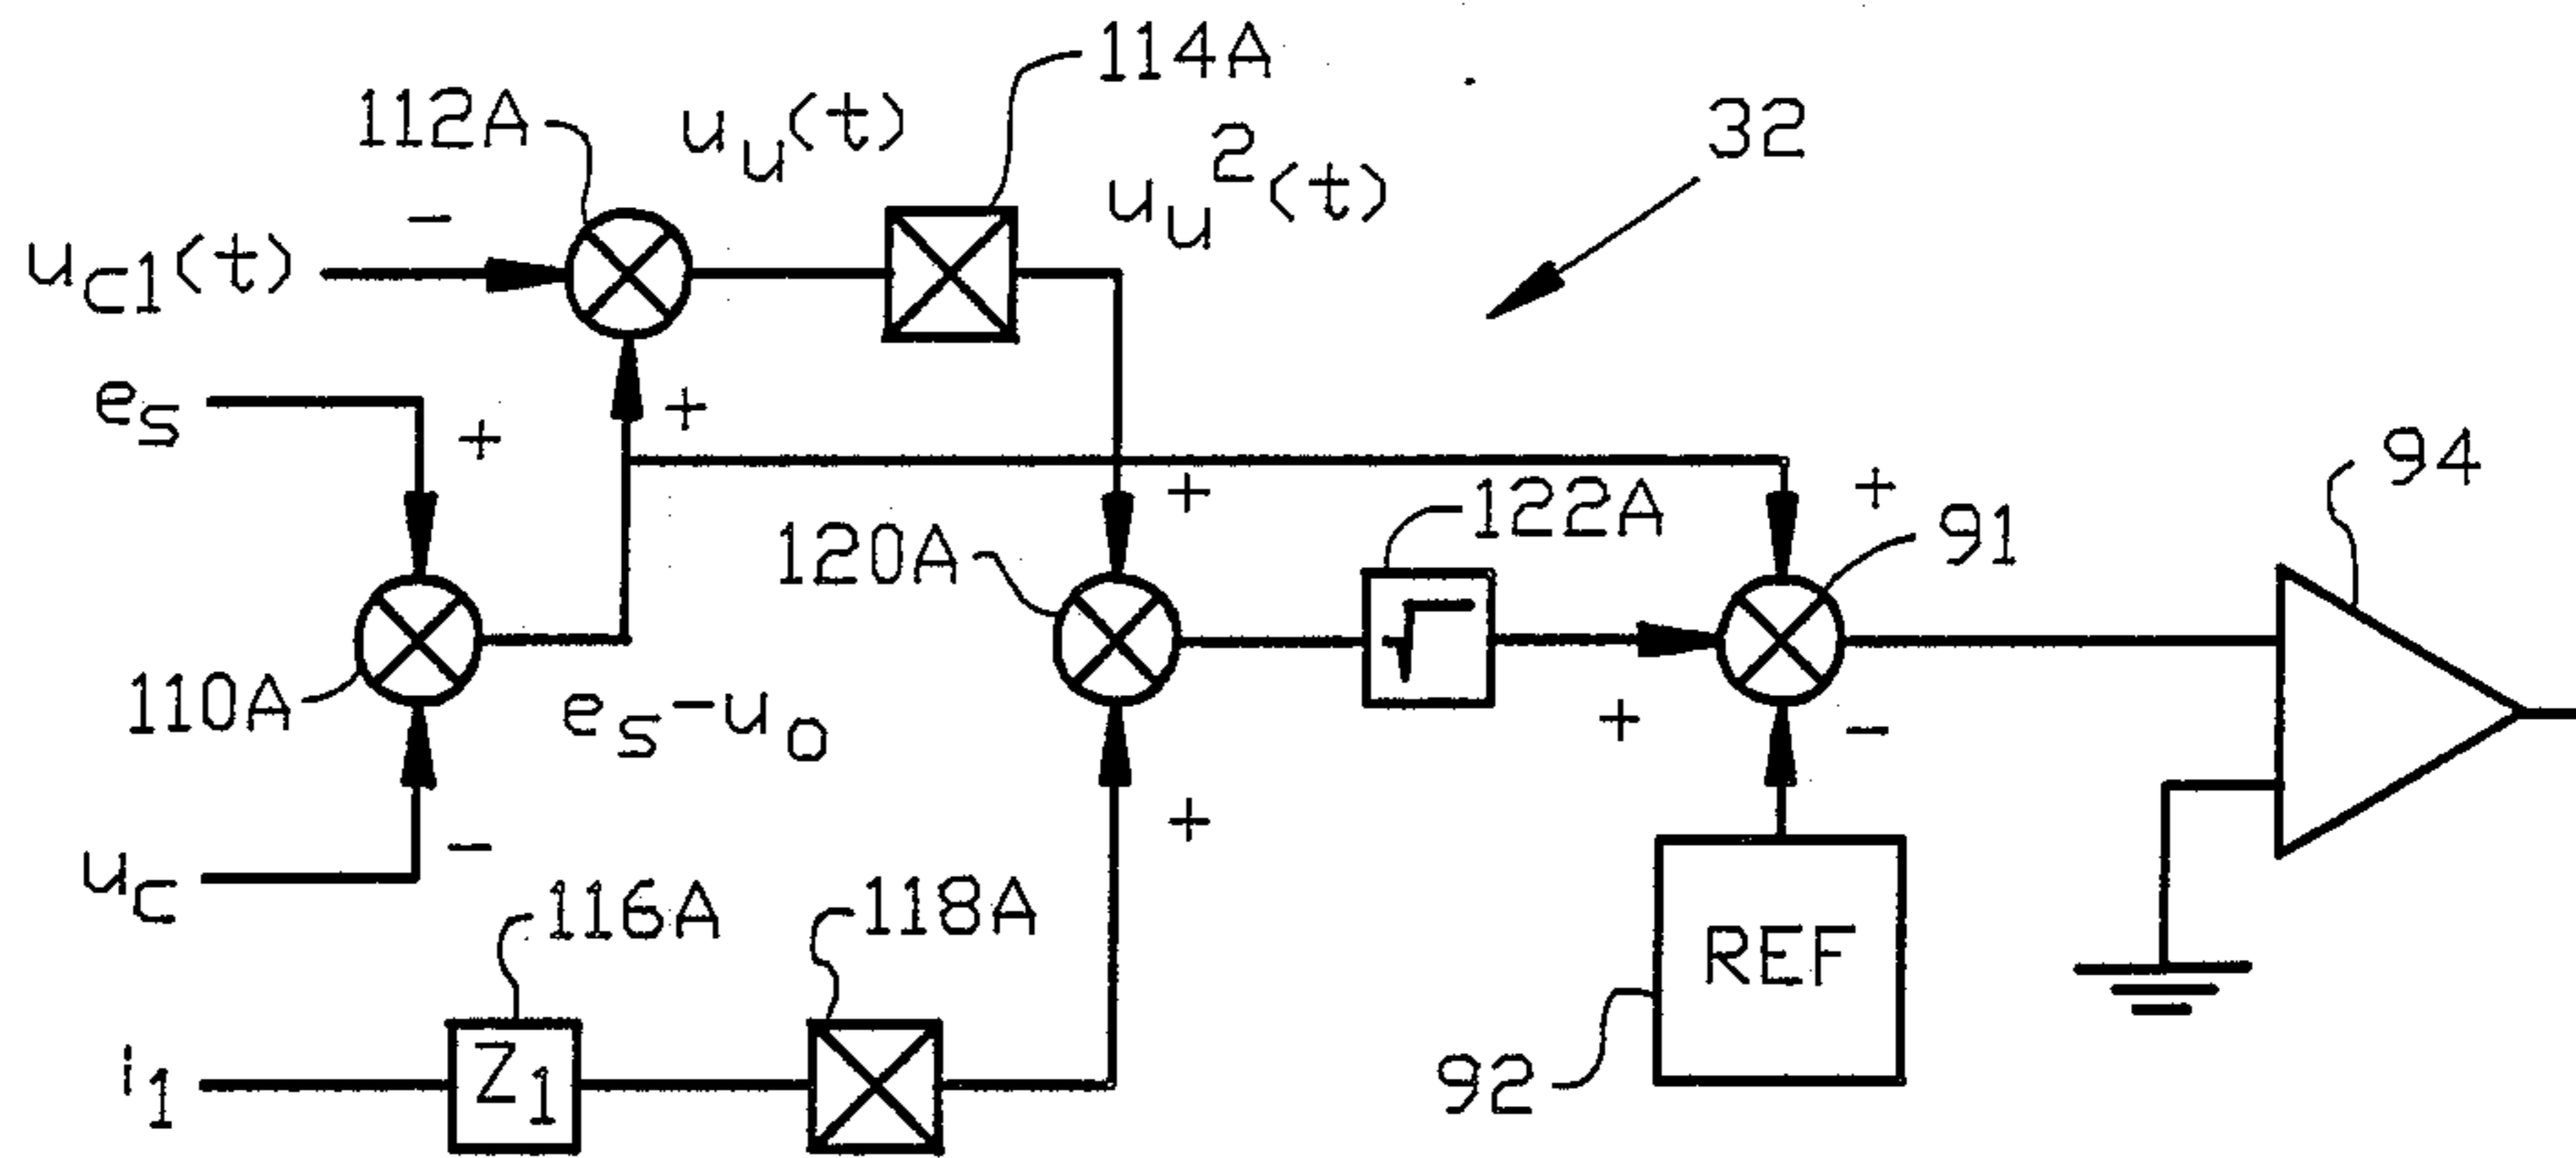 114A
112A
u_u(t)
32
u_u^2(t)
-
u_C1(t)
e_S
+
+
+
+
94
122A
120A
91
110A
e_S-u_0
+
-
+
-
u_C
116A
118A
REF
i_1
Z_1
92
√